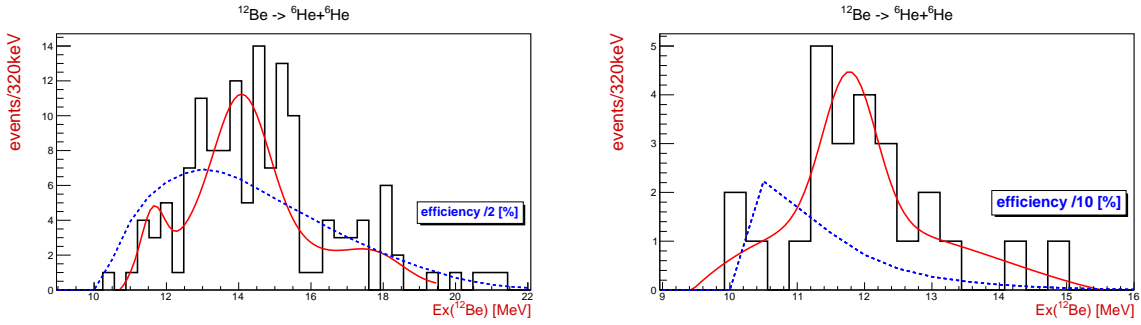 ¹²Be -> ⁶He+⁶He
events/320keV
14
12
10
8
6
4
2
0
efficiency /2 [%]
10 12 14 16 18 20 22
Ex(¹²Be) [MeV]
¹²Be -> ⁶He+⁶He
events/320keV
5
4
3
2
1
0
efficiency /10 [%]
9 10 11 12 13 14 15 16
Ex(¹²Be) [MeV]